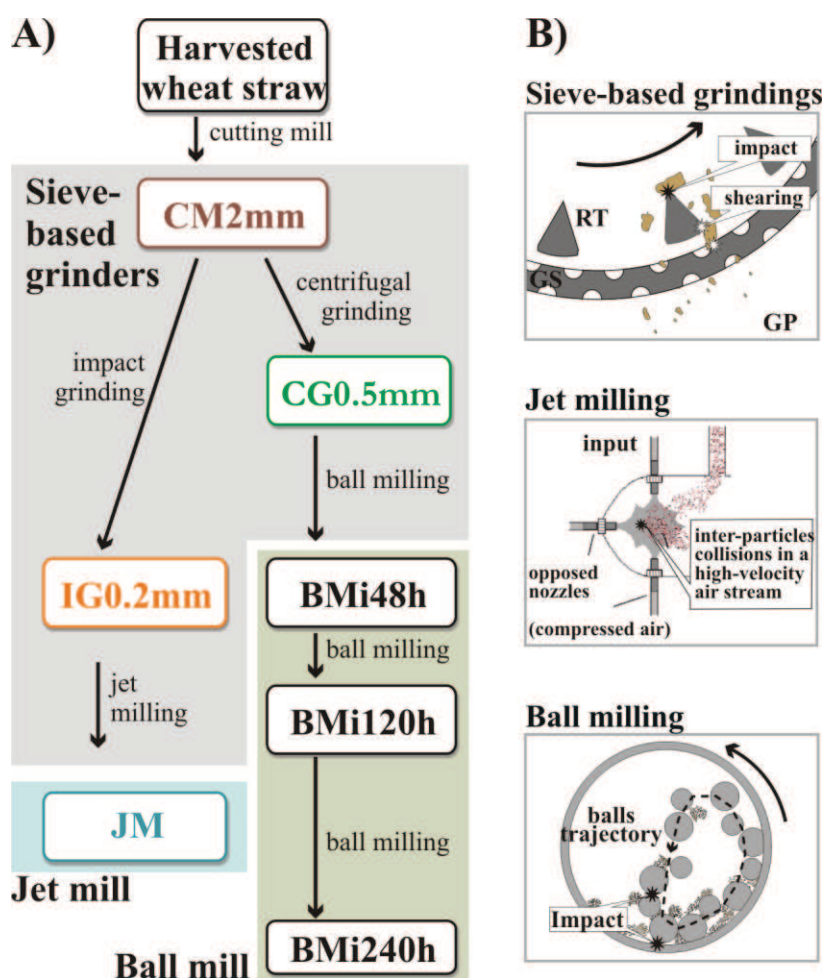 A)
Harvested
wheat straw
cutting mill
Sieve-
based
grinders
CM2mm
centrifugal
grinding
impact
grinding
CG0.5mm
ball milling
IG0.2mm
BMi48h
ball milling
jet
milling
BMi120h
JM
ball milling
Jet mill
Ball mill
BMi240h
B)
Sieve-based grindings
impact
shearing
RT
GS
GP
Jet milling
input
inter-particles
collisions in a
high-velocity
air stream
opposed
nozzles
(compressed air)
Ball milling
balls
trajectory
Impact